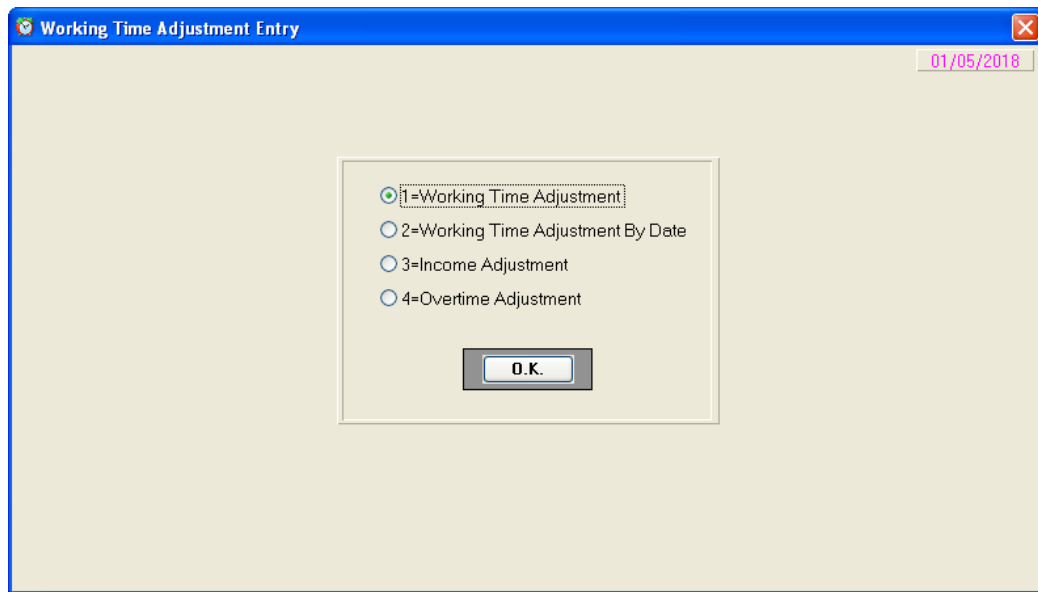 Working Time Adjustment Entry
01/05/2018
1=Working Time Adjustment
2=Working Time Adjustment By Date
3=Income Adjustment
4=Overtime Adjustment
O.K.